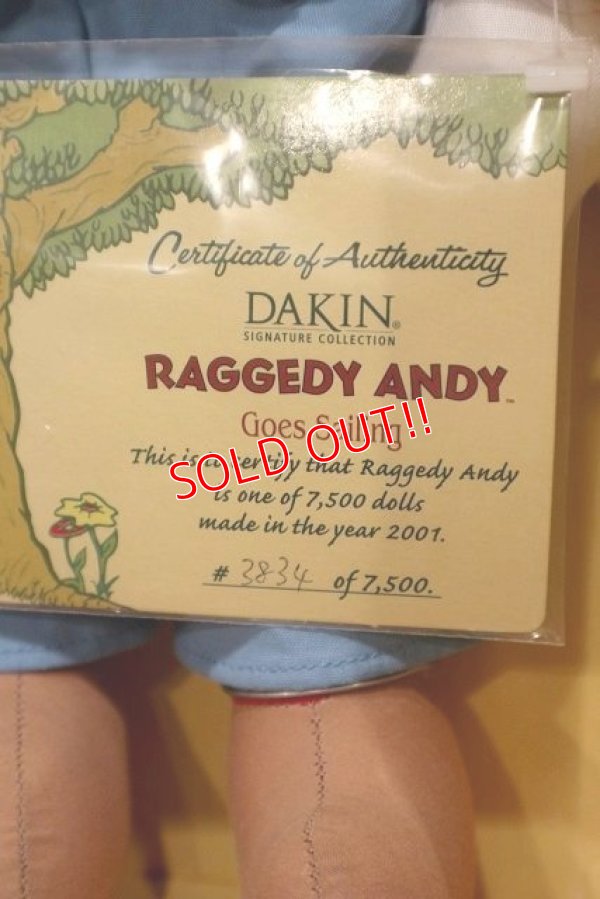 Certificate of Authenticity
DAKIN®
SIGNATURE COLLECTION
RAGGEDY ANDY™
Goes Sailing
SOLD OUT!!
This is to certify that Raggedy Andy
is one of 7,500 dolls
made in the year 2001.
# 3834 of 7,500.